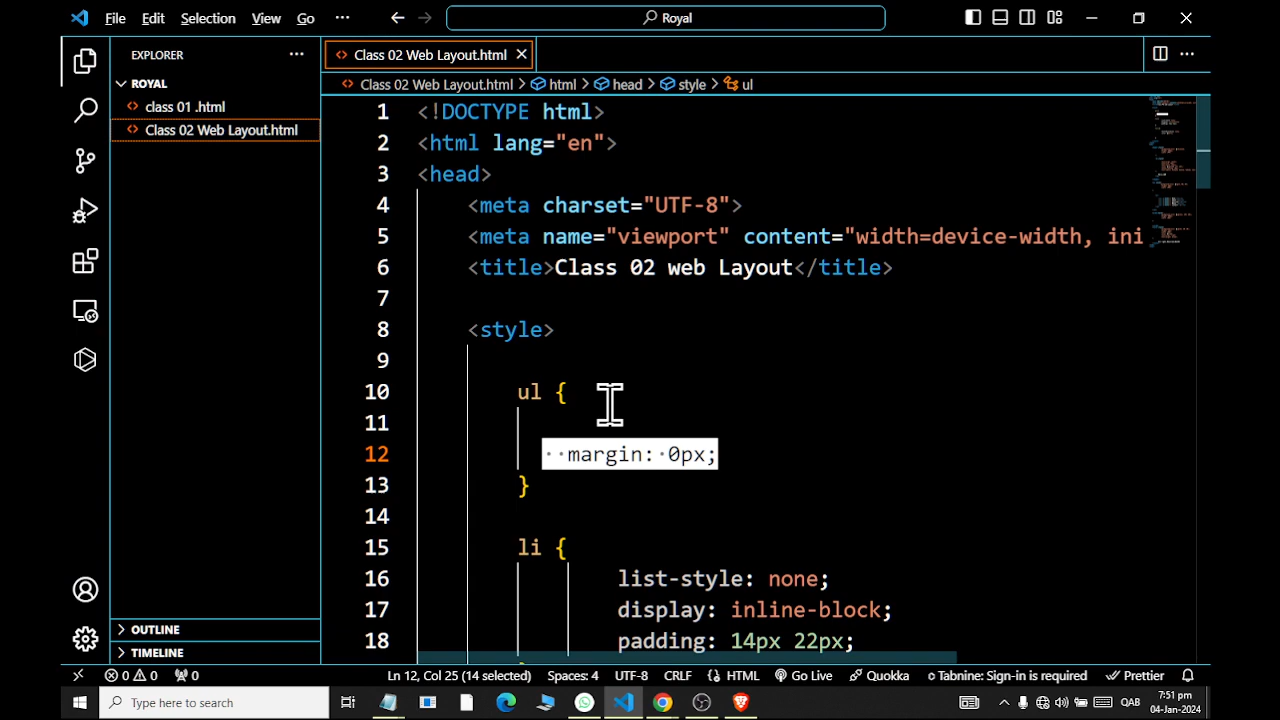 File Edit Selection View Go ··· Royal
EXPLORER ···
ROYAL
class 01 .html
Class 02 Web Layout.html
OUTLINE
TIMELINE
Class 02 Web Layout.html
Class 02 Web Layout.html > html > head > style > ul
1 <!DOCTYPE html>
2 <html lang="en">
3 <head>
4 <meta charset="UTF-8">
5 <meta name="viewport" content="width=device-width, ini
6 <title>Class 02 web Layout</title>
7
8 <style>
9
10 ul {
11
12 margin: 0px;
13 }
14
15 li {
16 list-style: none;
17 display: inline-block;
18 padding: 14px 22px;
0 0 0 Ln 12, Col 25 (14 selected) Spaces: 4 UTF-8 CRLF HTML Go Live Quokka Tabnine: Sign-in is required Prettier
Type here to search
QAB
7:51 pm
04-Jan-2024